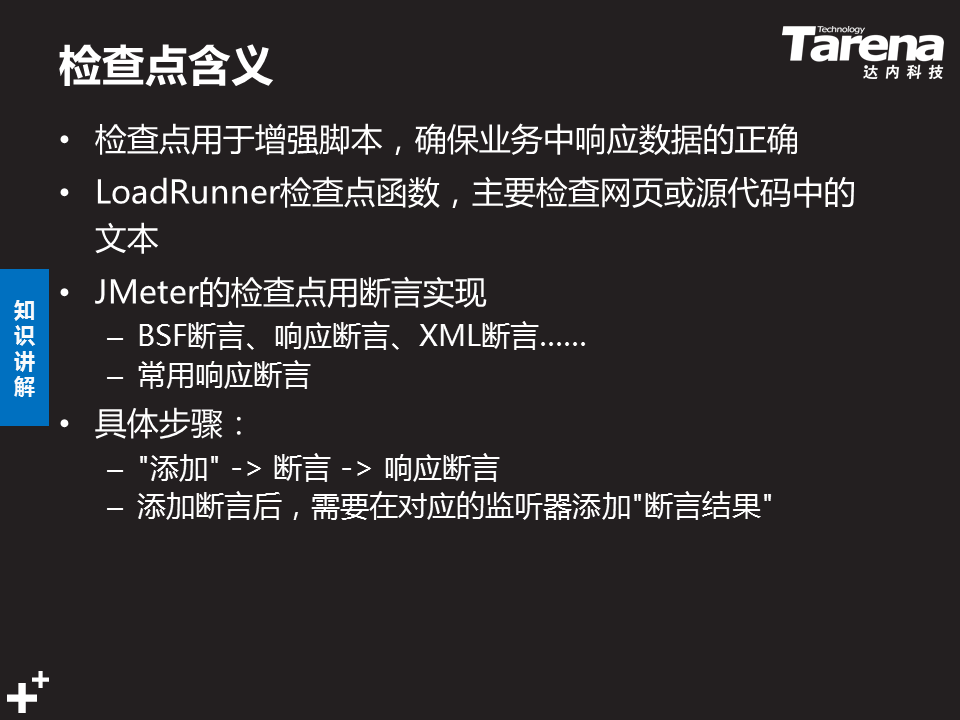 检查点含义
Technology
Tarena
达内科技
• 检查点用于增强脚本，确保业务中响应数据的正确
• LoadRunner检查点函数，主要检查网页或源代码中的
文本
• JMeter的检查点用断言实现
– BSF断言、响应断言、XML断言……
– 常用响应断言
• 具体步骤：
– "添加" -> 断言 -> 响应断言
– 添加断言后，需要在对应的监听器添加"断言结果"
知
识
讲
解